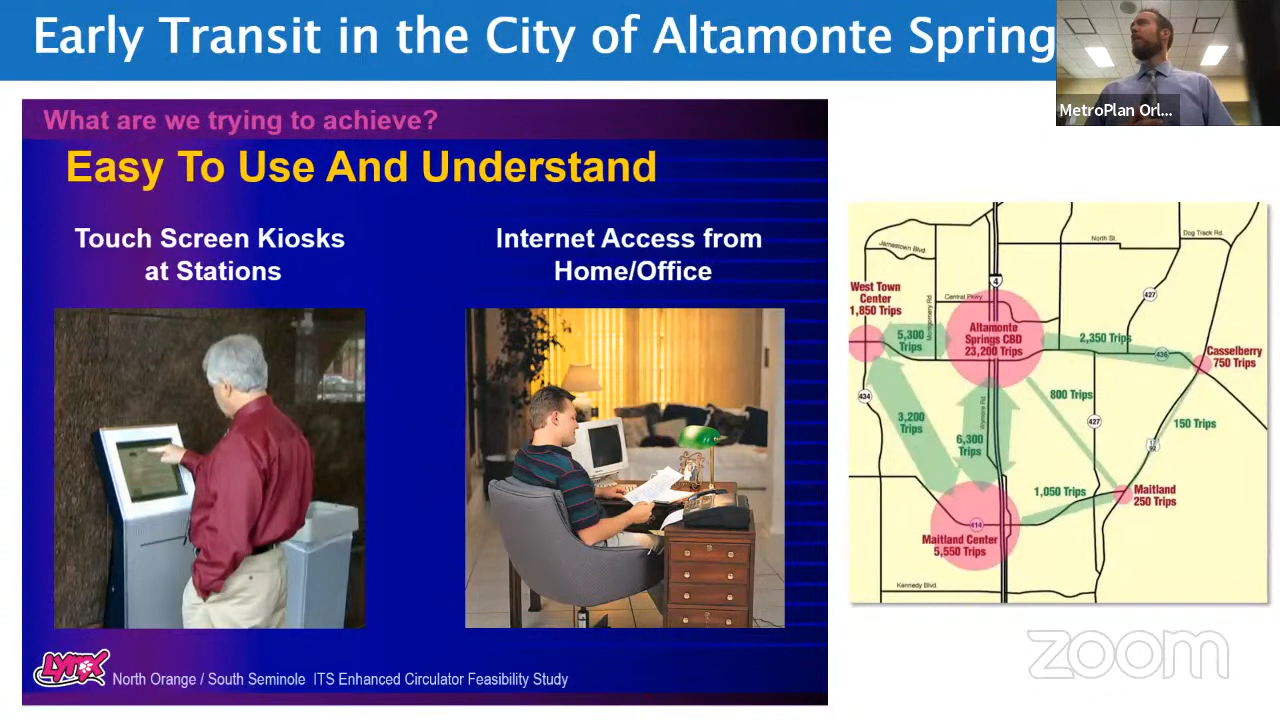 Early Transit in the City of Altamonte Spring
MetroPlan Orl...
What are we trying to achieve?
Easy To Use And Understand
Touch Screen Kiosks
at Stations
Internet Access from
Home/Office
LYNX
North Orange / South Seminole ITS Enhanced Circulator Feasibility Study
Jamestown Blvd.
North St.
Dog Track Rd.
4
427
West Town
Center
1,850 Trips
Central Pkwy
Montgomery Rd.
5,300
Trips
Altamonte
Springs CBD
23,200 Trips
2,350 Trips
436
Casselberry
750 Trips
434
3,200
Trips
800 Trips
427
150 Trips
Wymore Rd.
6,300
Trips
17
92
1,050 Trips
Maitland
250 Trips
414
Maitland Center
5,550 Trips
Kennedy Blvd.
zoom